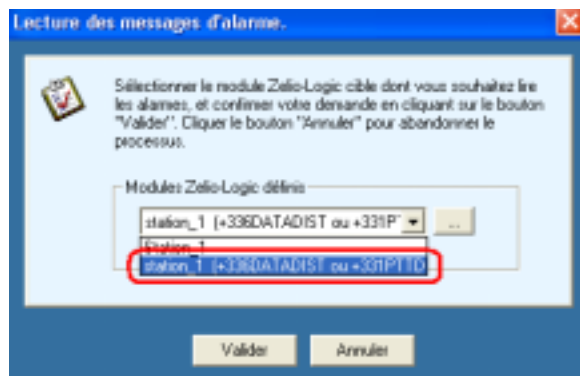 Lecture des messages d'alarme.
Sélectionner le module Zelio-Logic cible dont vous souhaitez lire
les alarmes, et confirmer votre demande en cliquant sur le bouton
"Valider". Cliquer le bouton "Annuler" pour abandonner le
processus.
Modules Zelio-Logic définis
station_1 (+336DATADIST ou +331P
...
Station_1
station_1 (+336DATADIST ou +331PTTD
Valider
Annuler